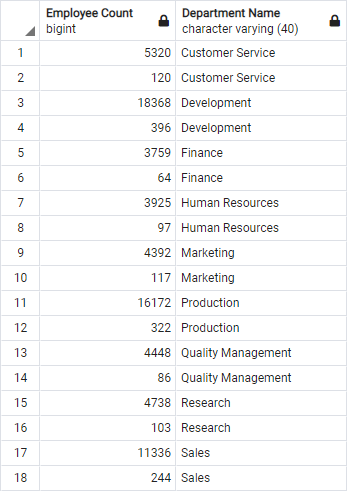 Employee Count Department Name
bigint character varying (40)
1 5320 Customer Service
2 120 Customer Service
3 18368 Development
4 396 Development
5 3759 Finance
6 64 Finance
7 3925 Human Resources
8 97 Human Resources
9 4392 Marketing
10 117 Marketing
11 16172 Production
12 322 Production
13 4448 Quality Management
14 86 Quality Management
15 4738 Research
16 103 Research
17 11336 Sales
18 244 Sales